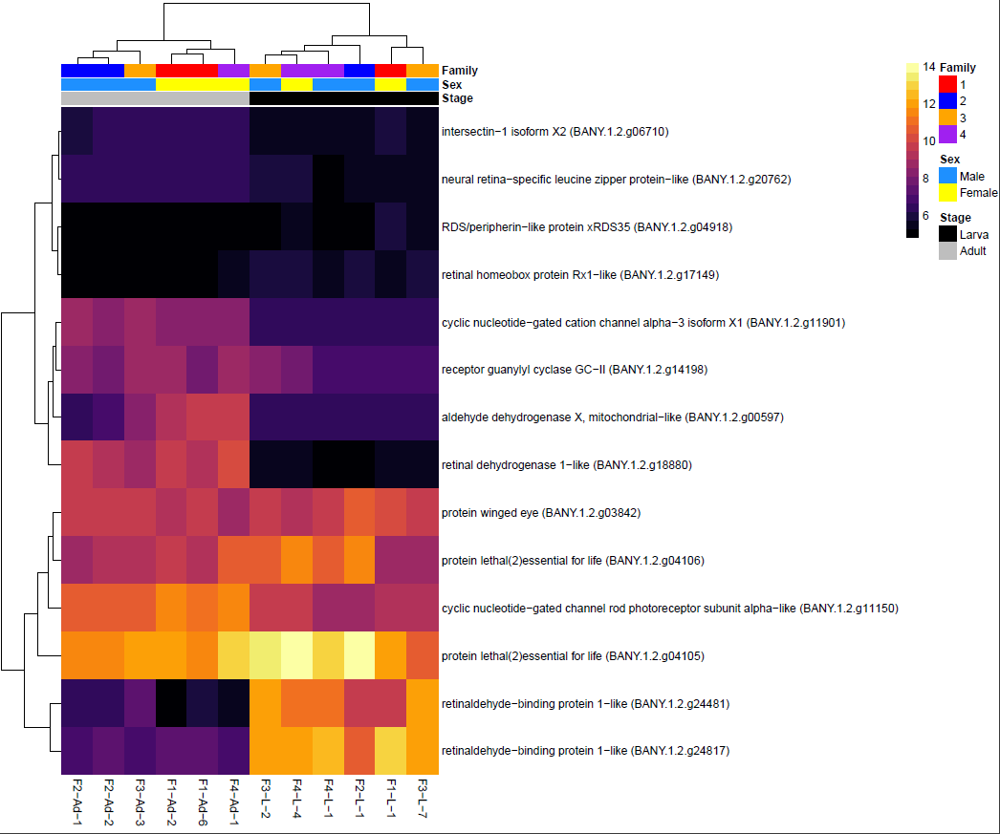 Family
Sex
Stage
intersectin−1 isoform X2 (BANY.1.2.g06710)
neural retina−specific leucine zipper protein−like (BANY.1.2.g20762)
RDS/peripherin−like protein xRDS35 (BANY.1.2.g04918)
retinal homeobox protein Rx1−like (BANY.1.2.g17149)
cyclic nucleotide−gated cation channel alpha−3 isoform X1 (BANY.1.2.g11901)
receptor guanylyl cyclase GC−II (BANY.1.2.g14198)
aldehyde dehydrogenase X, mitochondrial−like (BANY.1.2.g00597)
retinal dehydrogenase 1−like (BANY.1.2.g18880)
protein winged eye (BANY.1.2.g03842)
protein lethal(2)essential for life (BANY.1.2.g04106)
cyclic nucleotide−gated channel rod photoreceptor subunit alpha−like (BANY.1.2.g11150)
protein lethal(2)essential for life (BANY.1.2.g04105)
retinaldehyde−binding protein 1−like (BANY.1.2.g24481)
retinaldehyde−binding protein 1−like (BANY.1.2.g24817)
F2−Ad−1
F2−Ad−2
F3−Ad−3
F1−Ad−2
F1−Ad−6
F4−Ad−1
F3−L−2
F4−L−4
F4−L−1
F2−L−1
F1−L−1
F3−L−7
14
12
10
8
6
Family
1
2
3
4
Sex
Male
Female
Stage
Larva
Adult